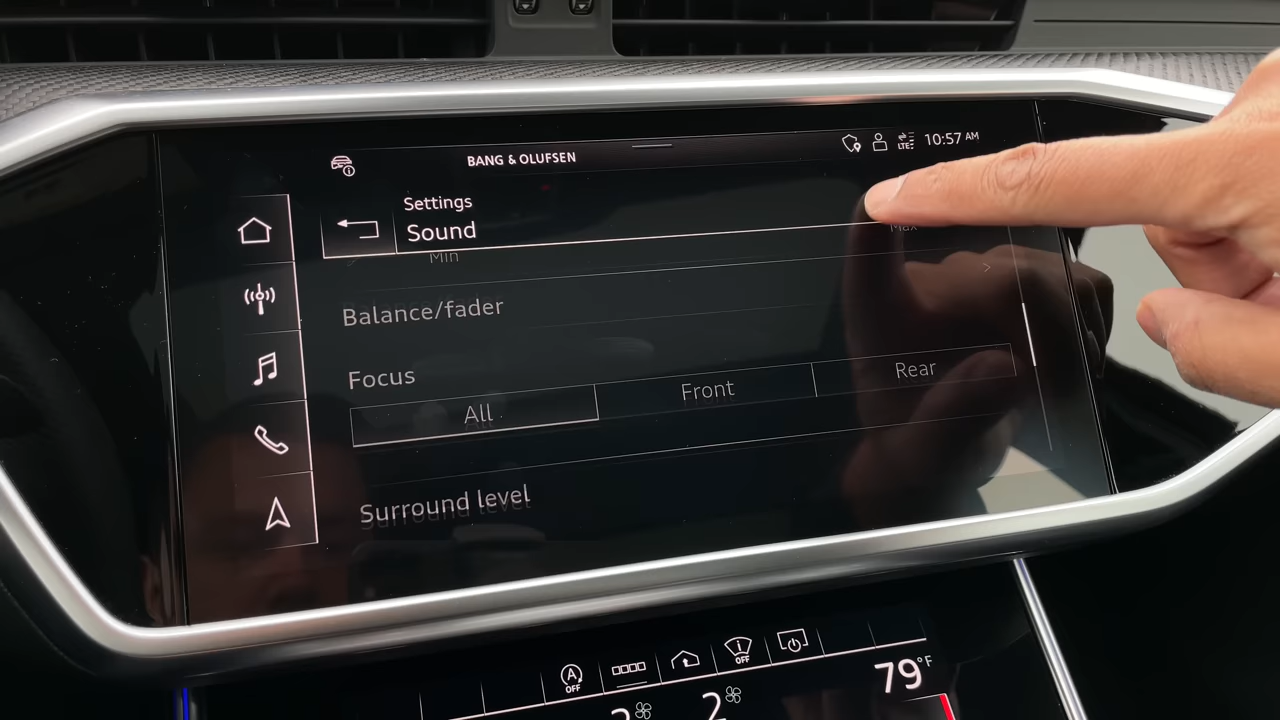 BANG & OLUFSEN
LTE
10:57 AM
Settings
Sound
Min
Max
Balance/fader
Focus
All
Front
Rear
Surround level
A
OFF
OFF
2
2
79°F